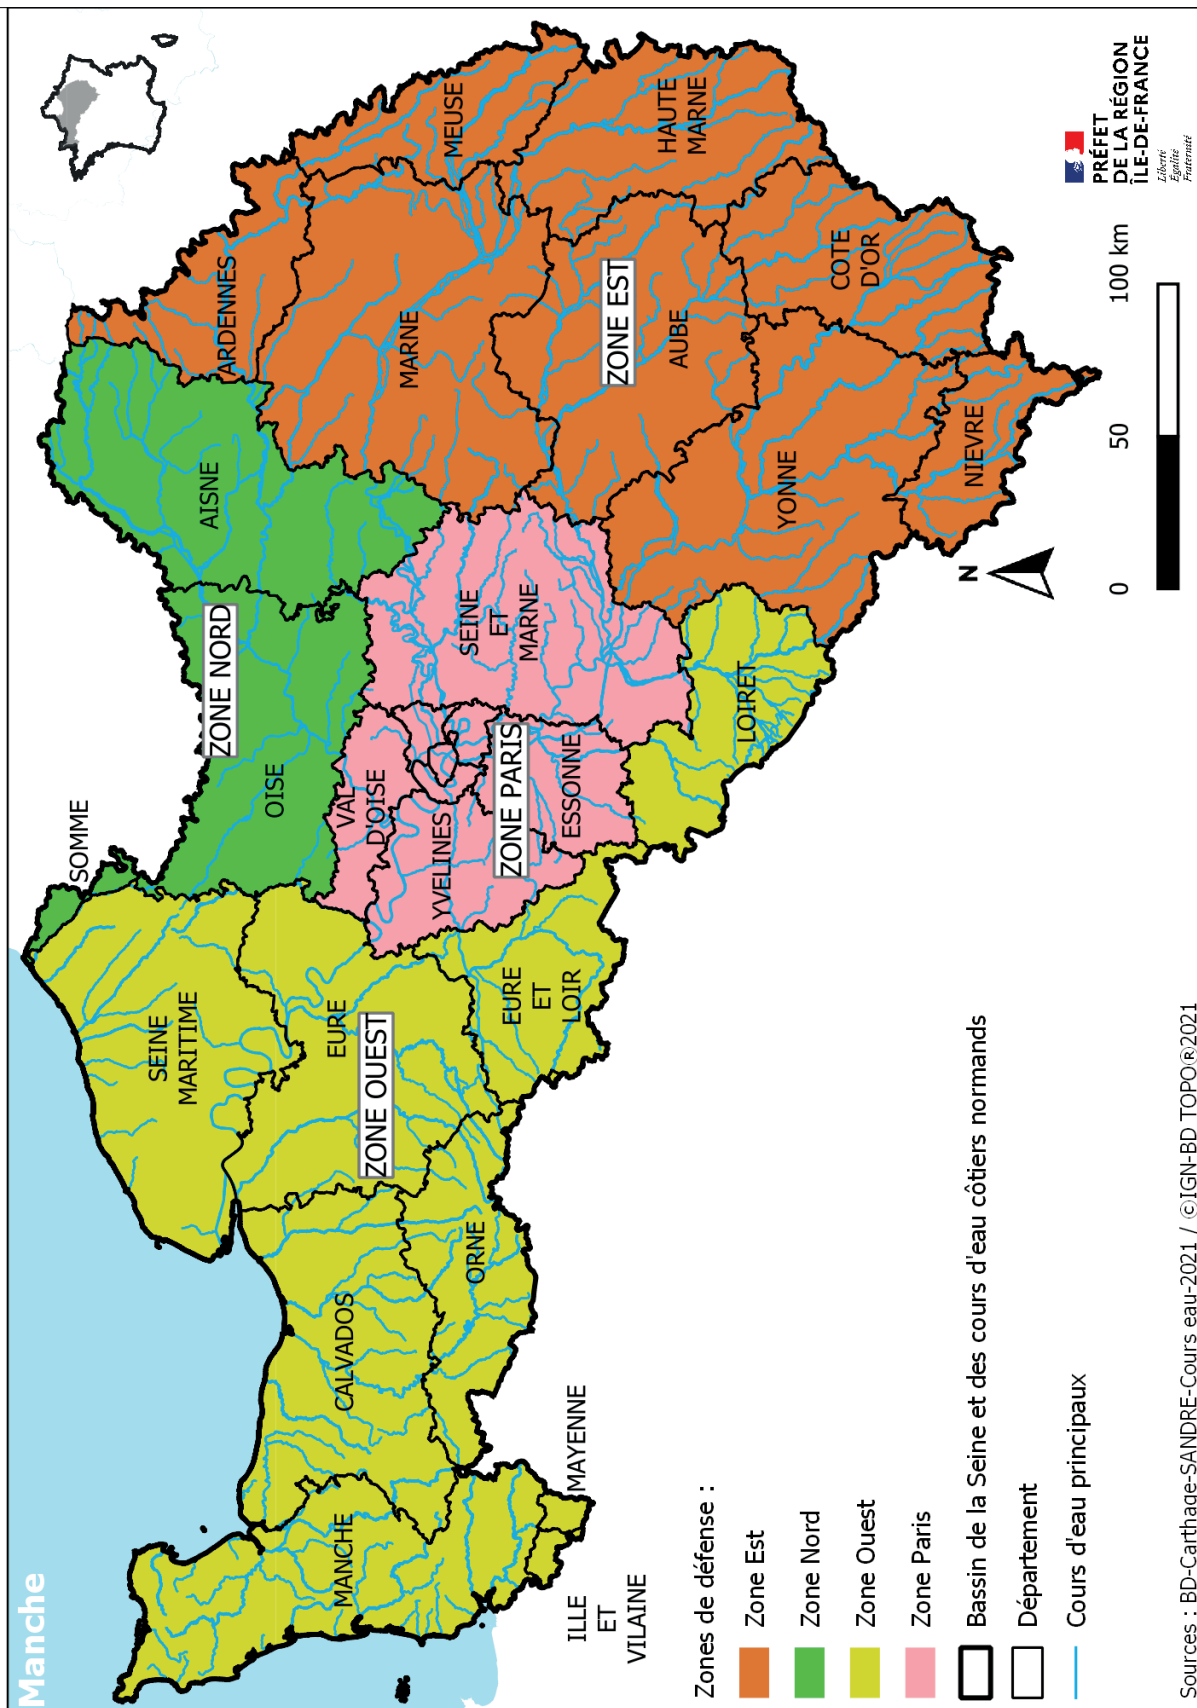 Manche
SOMME
SEINE
MARITIME
ZONE NORD
OISE
AISNE
ARDENNES
EURE
ZONE OUEST
CALVADOS
MANCHE
ORNE
EURE
ET
LOIR
VAL
D'OISE
YVELINES
ZONE PARIS
ESSONNE
SEINE
ET
MARNE
MARNE
MEUSE
ZONE EST
AUBE
HAUTE
MARNE
COTE
D'OR
YONNE
NIEVRE
LOIRET
MAYENNE
ILLE
ET
VILAINE
Zones de défense :
Zone Est
Zone Nord
Zone Ouest
Zone Paris
Bassin de la Seine et des cours d'eau côtiers normands
Département
Cours d'eau principaux
N
0 50 100 km
PRÉFET
DE LA RÉGION
ÎLE-DE-FRANCE
Liberté
Égalité
Fraternité
Sources : BD-Carthade-SANDRE-Cours eau-2021 / ©IGN-BD TOPO®2021